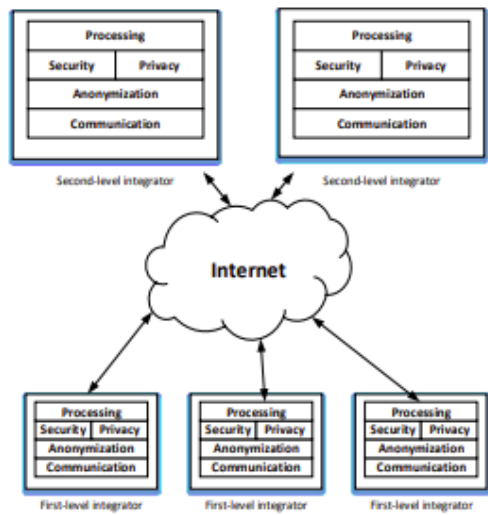 Processing Processing
Security Privacy Security Privacy
Anonymization Anonymization
Communication Communication
Second-level integrator Second-level integrator
Internet
Processing Processing Processing
Security Privacy Security Privacy Security Privacy
Anonymization Anonymization Anonymization
Communication Communication Communication
First-level integrator First-level integrator First-level integrator